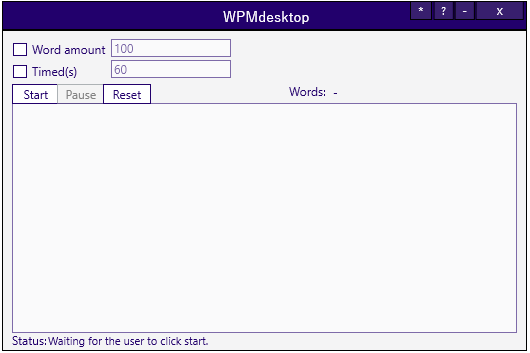 WPMdesktop * ? - X
Word amount 100
Timed(s) 60
Start Pause Reset Words: -
Status:Waiting for the user to click start.